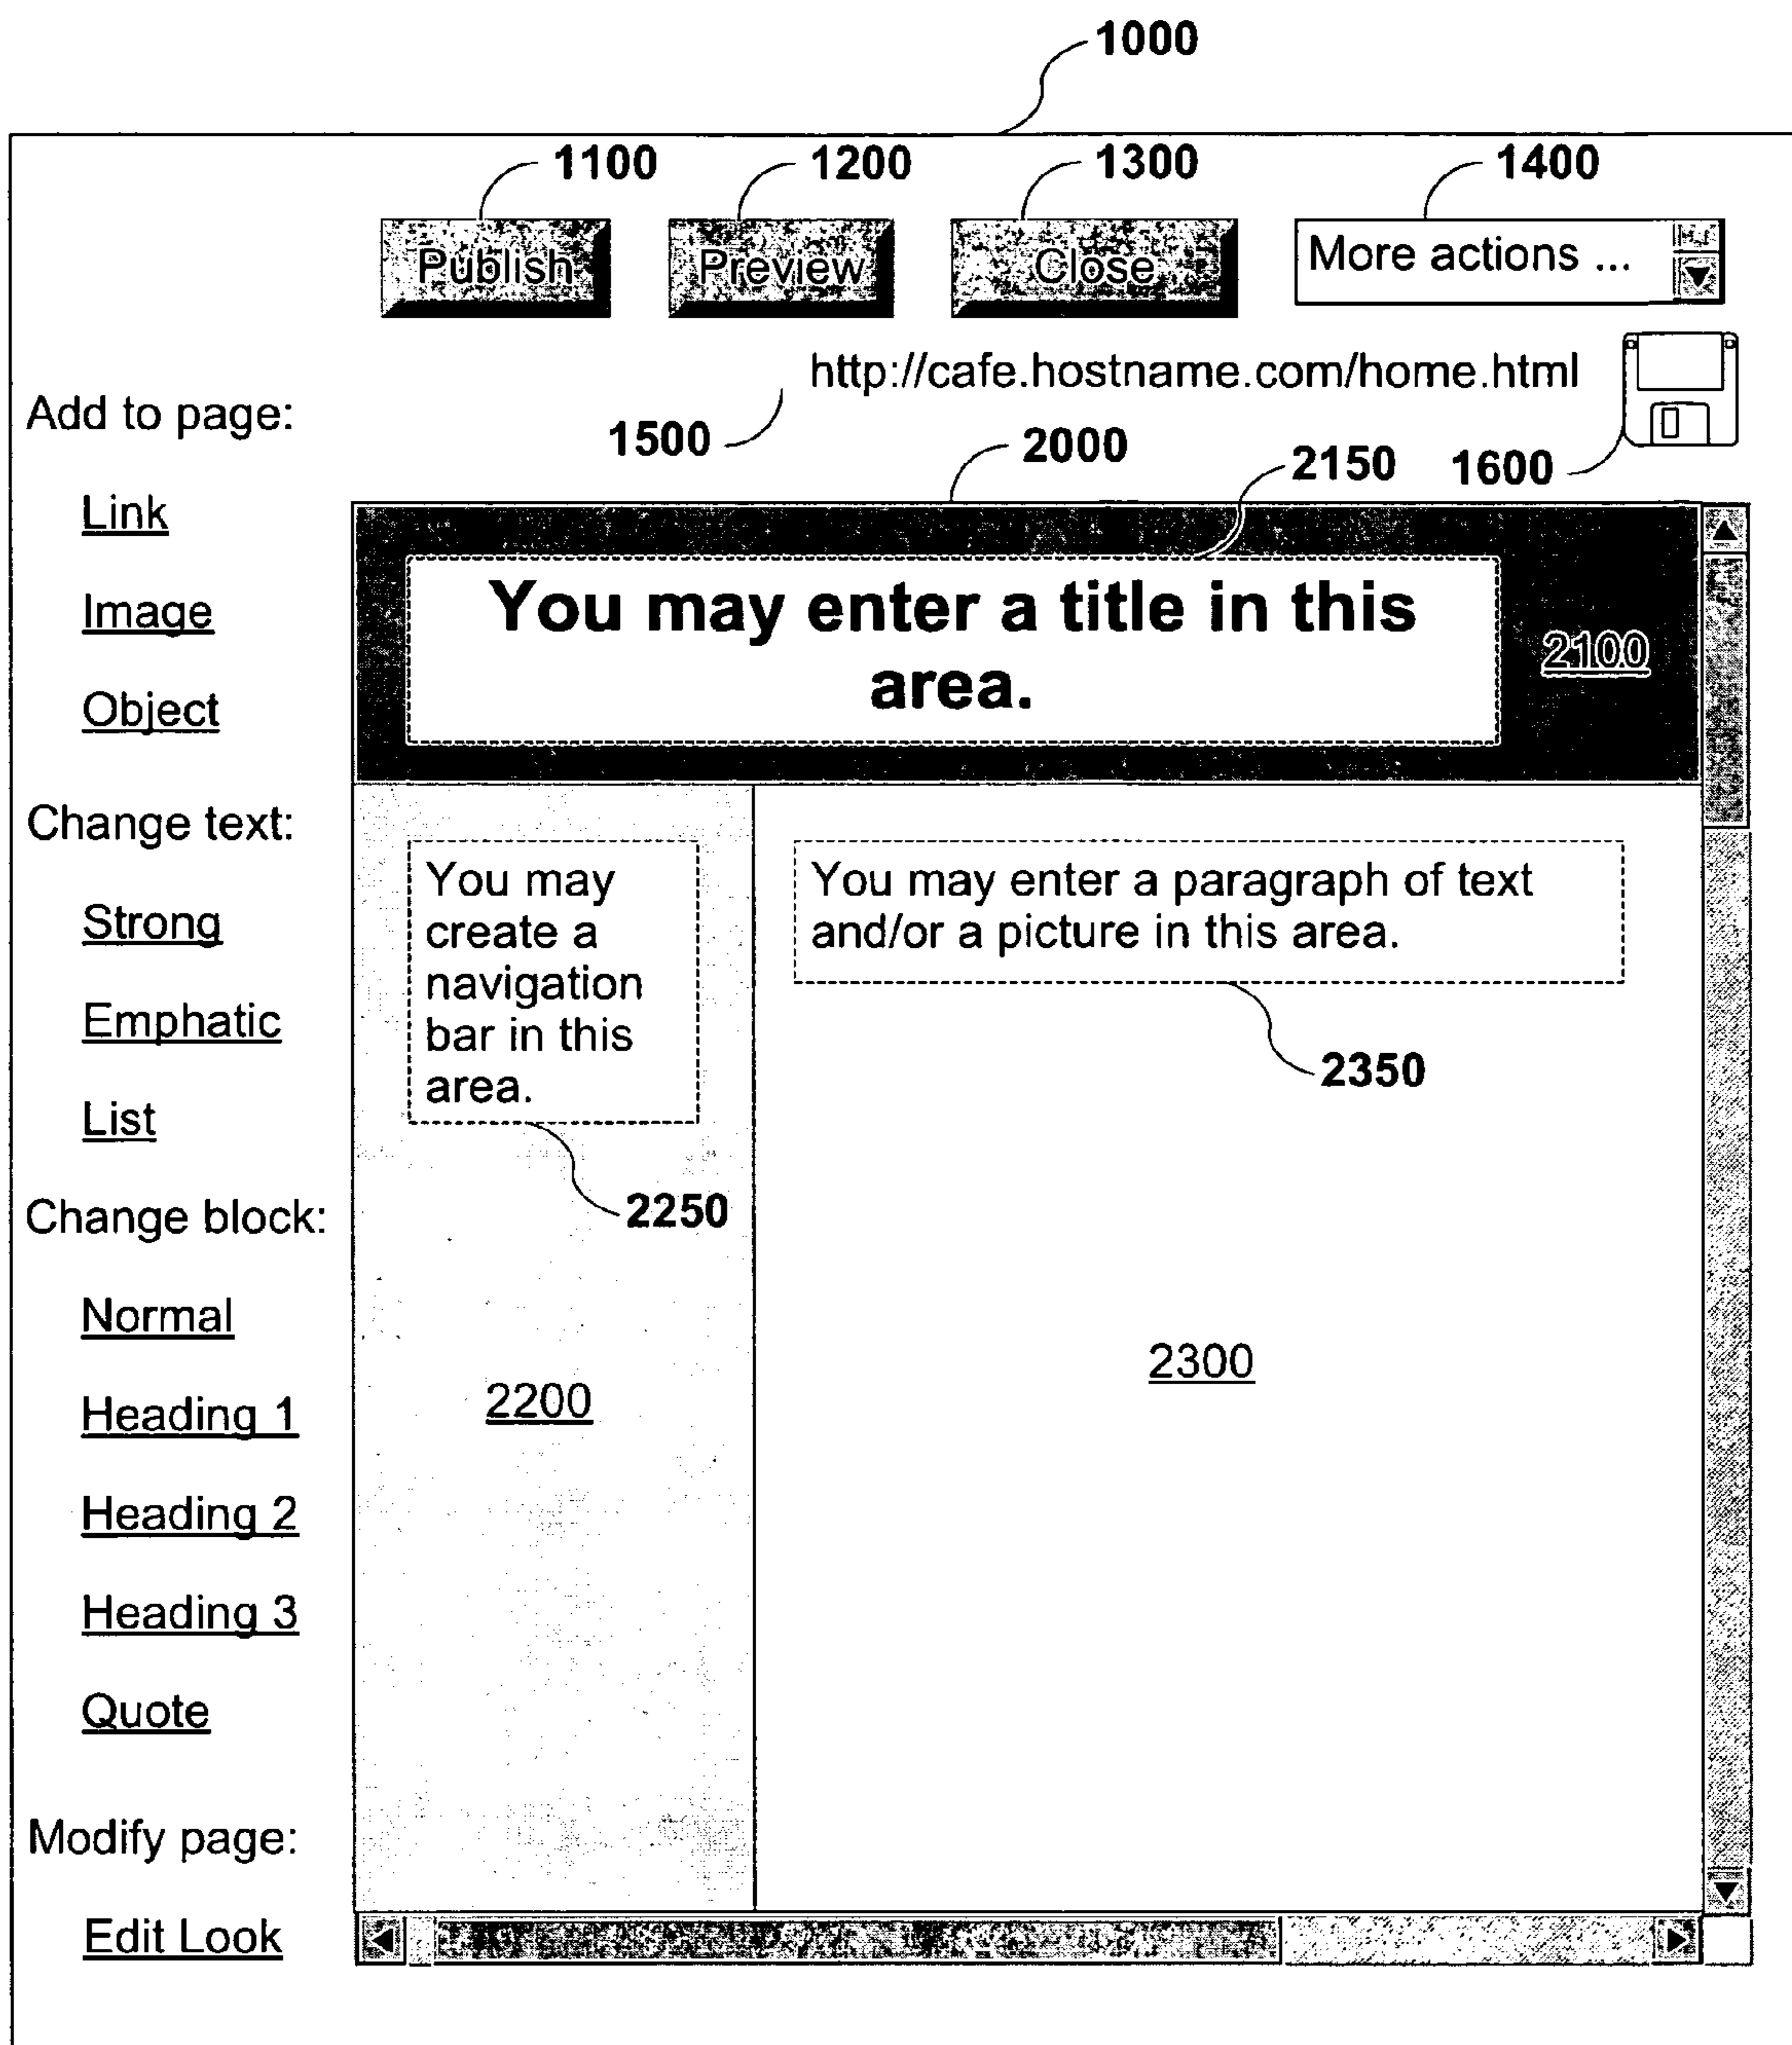 1000
1100
1200
1300
1400
Publish
Preview
Close
More actions ...
http://cafe.hostname.com/home.html
1500
2000
2150
1600
Add to page:
Link
Image
Object
Change text:
Strong
Emphatic
List
Change block:
Normal
Heading 1
Heading 2
Heading 3
Quote
Modify page:
Edit Look
You may enter a title in this
area.
2100
You may
create a
navigation
bar in this
area.
2250
2200
You may enter a paragraph of text
and/or a picture in this area.
2350
2300